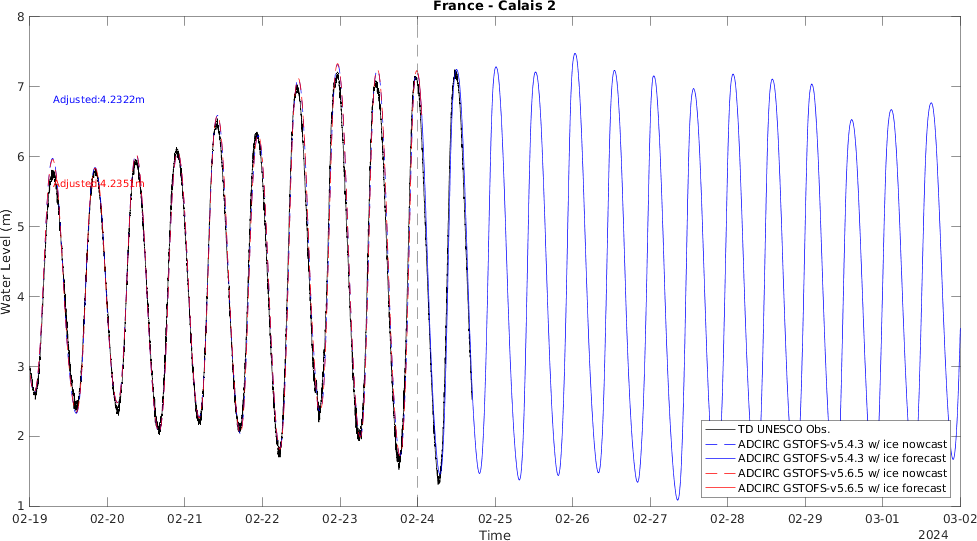 France - Calais 2
8
7
6
5
4
3
2
1
Water Level (m)
Adjusted:4.2322m
Adjusted:4.2351m
TD UNESCO Obs.
ADCIRC GSTOFS-v5.4.3 w/ ice nowcast
ADCIRC GSTOFS-v5.4.3 w/ ice forecast
ADCIRC GSTOFS-v5.6.5 w/ ice nowcast
ADCIRC GSTOFS-v5.6.5 w/ ice forecast
02-19 02-20 02-21 02-22 02-23 02-24 02-25 02-26 02-27 02-28 02-29 03-01 03-02
Time
2024